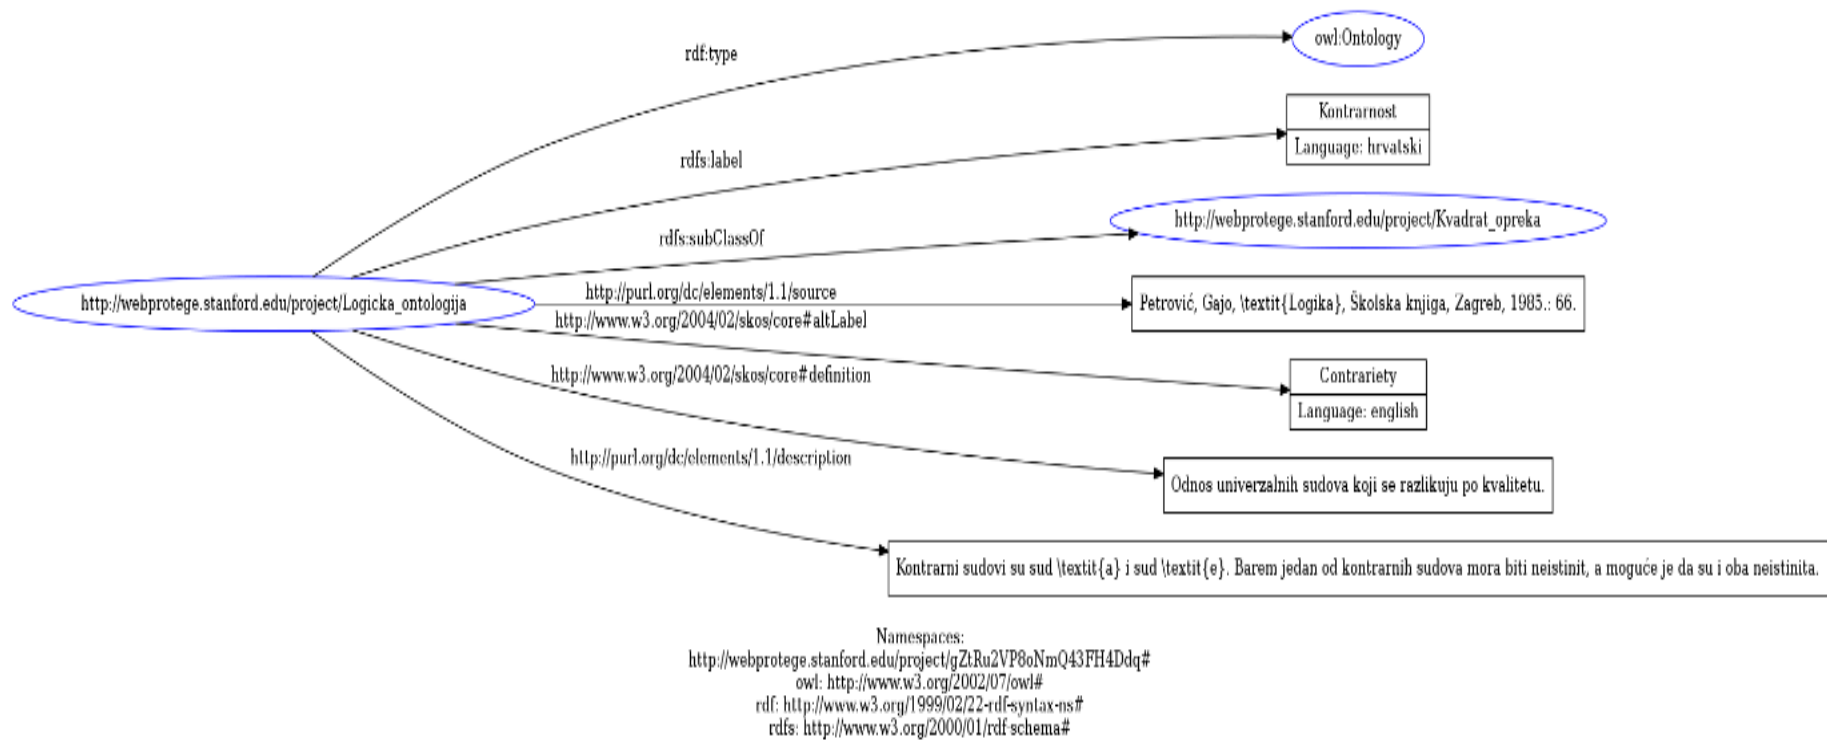 owl:Ontology
rdf:type
Kontrarnost
Language: hrvatski
rdfs:label
http://webprotege.stanford.edu/project/Kvadrat_opreka
rdfs:subClassOf
http://webprotege.stanford.edu/project/Logicka_ontologija
http://purl.org/dc/elements/1.1/source
Petrović, Gajo, \textit{Logika}, Školska knjiga, Zagreb, 1985.: 66.
http://www.w3.org/2004/02/skos/core#altLabel
Contrariety
Language: english
http://www.w3.org/2004/02/skos/core#definition
Odnos univerzalnih sudova koji se razlikuju po kvalitetu.
http://purl.org/dc/elements/1.1/description
Kontrarni sudovi su sud \textit{a} i sud \textit{e}. Barem jedan od kontrarnih sudova mora biti neistinit, a moguće je da su i oba neistinita.
Namespaces:
http://webprotege.stanford.edu/project/gZtRu2VP8oNmQ43FH4Ddq#
owl: http://www.w3.org/2002/07/owl#
rdf: http://www.w3.org/1999/02/22-rdf-syntax-ns#
rdfs: http://www.w3.org/2000/01/rdf-schema#